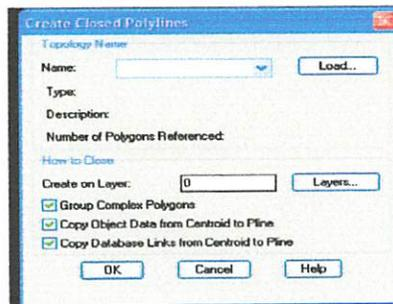 Create Closed Polylines
Topology Name
Name:
Load...
Type:
Description:
Number of Polygons Referenced:
How to Close
Create on Layer: 0 Layers...
Group Complex Polygons
Copy Object Data from Centroid to Pline
Copy Database Links from Centroid to Pline
OK Cancel Help